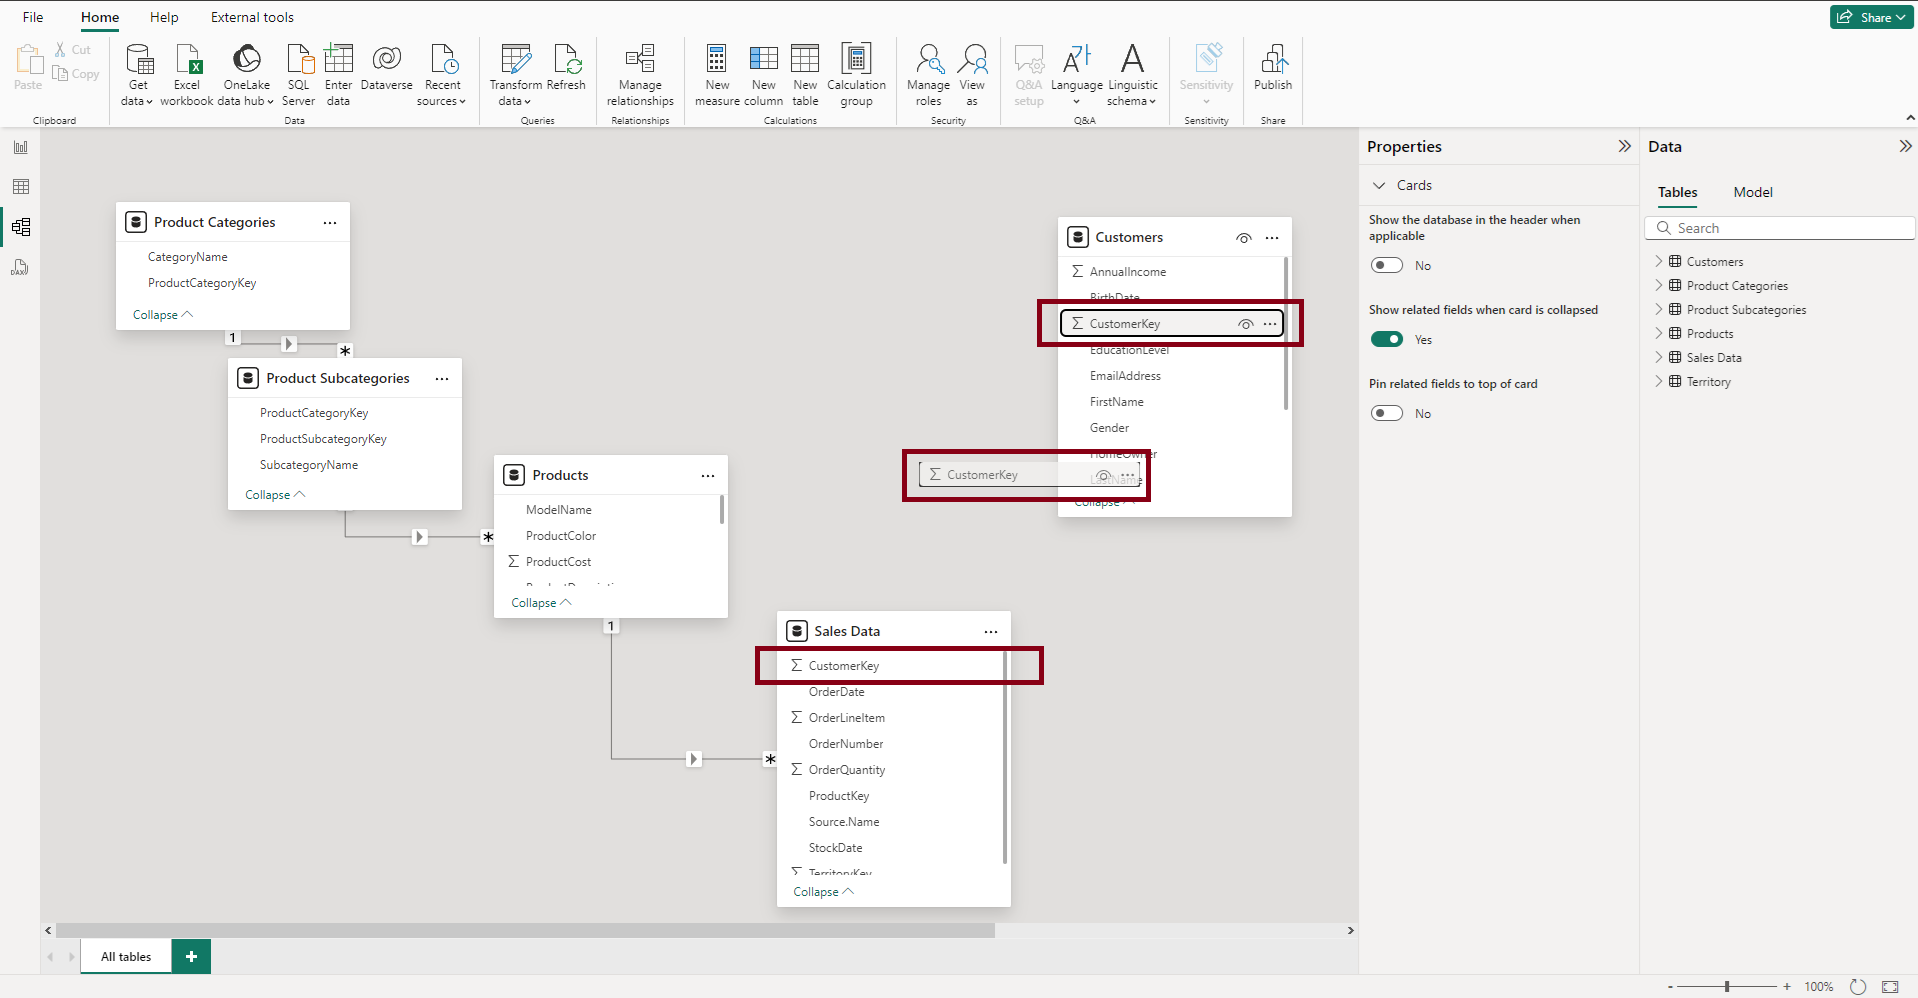 File
Home
Help
External tools
Share
Paste
Cut
Copy
Clipboard
Get data
Excel workbook
OneLake data hub
SQL Server
Enter data
Dataverse
Recent sources
Data
Transform data
Refresh
Queries
Manage relationships
Relationships
New measure
New column
New table
Calculation group
Calculations
Manage roles
View as
Security
Q&A setup
Language
Linguistic schema
Q&A
Sensitivity
Sensitivity
Publish
Share
DAX
Product Categories
CategoryName
ProductCategoryKey
Collapse
1
*
Product Subcategories
ProductCategoryKey
ProductSubcategoryKey
SubcategoryName
Collapse
*
Products
ModelName
ProductColor
∑ ProductCost
Collapse
1
*
Customers
∑ AnnualIncome
BirthDate
∑ CustomerKey
EducationLevel
EmailAddress
FirstName
Gender
HomeOwner
∑ CustomerKey
LastName
Collapse
Sales Data
∑ CustomerKey
OrderDate
∑ OrderLineItem
OrderNumber
∑ OrderQuantity
ProductKey
Source.Name
StockDate
∑ TerritoryKey
Collapse
Properties
Cards
Show the database in the header when
applicable
No
Show related fields when card is collapsed
Yes
Pin related fields to top of card
No
Data
Tables
Model
Search
Customers
Product Categories
Product Subcategories
Products
Sales Data
Territory
All tables
+
- + 100%